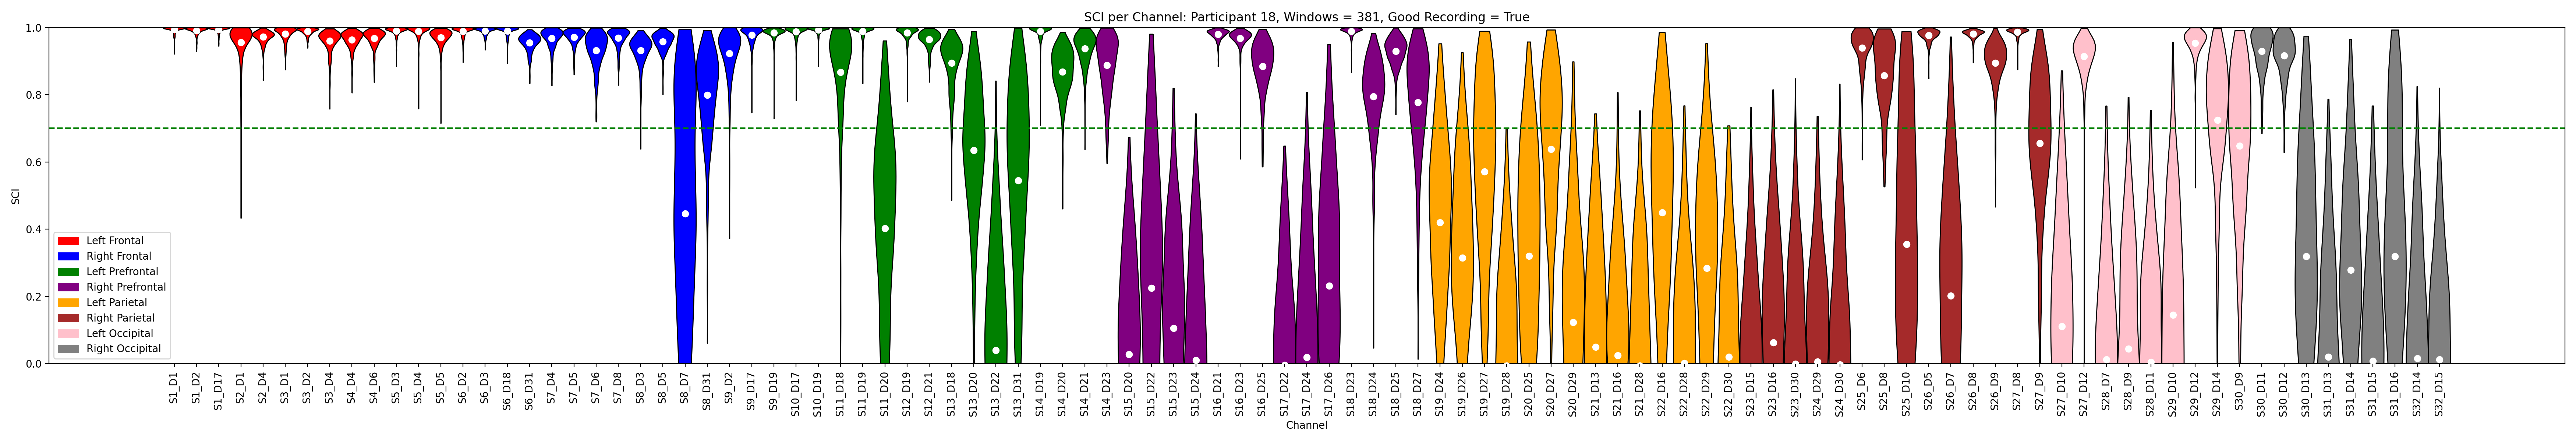 SCI per Channel: Participant 18, Windows = 381, Good Recording = True
1.0
0.8
0.6
0.4
0.2
0.0
SCI
Left Frontal
Right Frontal
Left Prefrontal
Right Prefrontal
Left Parietal
Right Parietal
Left Occipital
Right Occipital
S1_D1
S1_D2
S1_D17
S2_D1
S2_D4
S3_D1
S3_D2
S3_D4
S4_D4
S4_D6
S5_D3
S5_D4
S5_D5
S6_D2
S6_D3
S6_D18
S6_D31
S7_D4
S7_D5
S7_D6
S7_D8
S8_D3
S8_D5
S8_D7
S8_D31
S9_D2
S9_D17
S9_D19
S10_D17
S10_D19
S11_D18
S11_D19
S11_D20
S12_D19
S12_D21
S13_D18
S13_D20
S13_D22
S13_D31
S14_D19
S14_D20
S14_D21
S14_D23
S15_D20
S15_D22
S15_D23
S15_D24
S16_D21
S16_D23
S16_D25
S17_D22
S17_D24
S17_D26
S18_D23
S18_D24
S18_D25
S18_D27
S19_D24
S19_D26
S19_D27
S19_D28
S20_D25
S20_D27
S20_D29
S21_D13
S21_D16
S21_D28
S22_D16
S22_D28
S22_D29
S22_D30
S23_D15
S23_D16
S23_D30
S24_D29
S24_D30
S25_D6
S25_D8
S25_D10
S26_D5
S26_D7
S26_D8
S26_D9
S27_D8
S27_D9
S27_D10
S27_D12
S28_D7
S28_D9
S28_D11
S29_D10
S29_D12
S29_D14
S30_D9
S30_D11
S30_D12
S30_D13
S31_D13
S31_D14
S31_D15
S31_D16
S32_D14
S32_D15
Channel